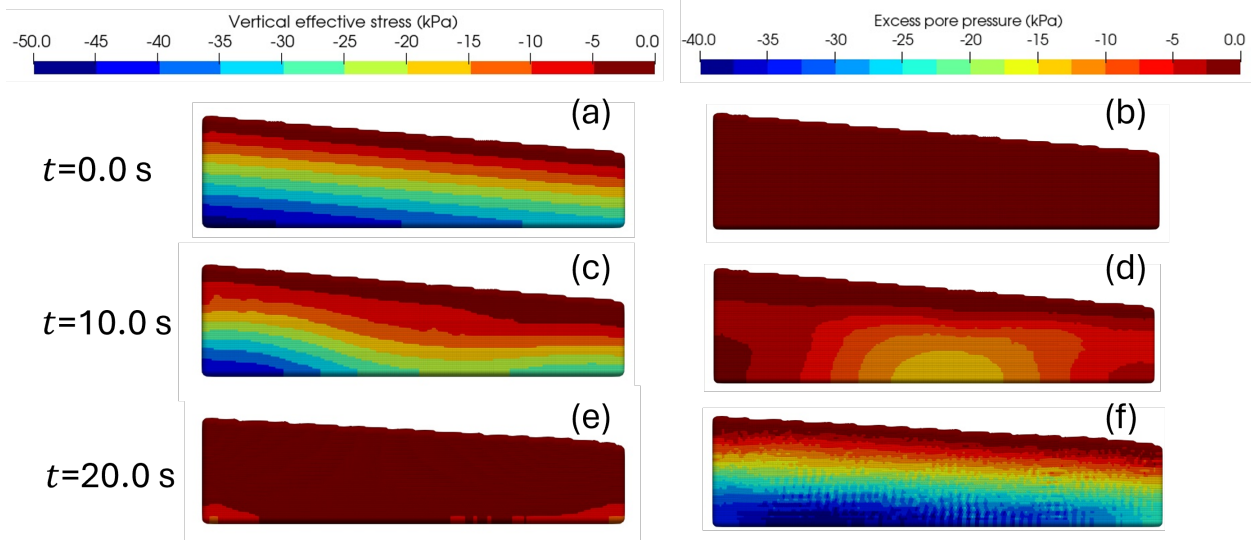 Vertical effective stress (kPa)
-50.0 -45 -40 -35 -30 -25 -20 -15 -10 -5 0.0
Excess pore pressure (kPa)
-40.0 -35 -30 -25 -20 -15 -10 -5 0.0
t=0.0 s
(a)
(b)
t=10.0 s
(c)
(d)
t=20.0 s
(e)
(f)